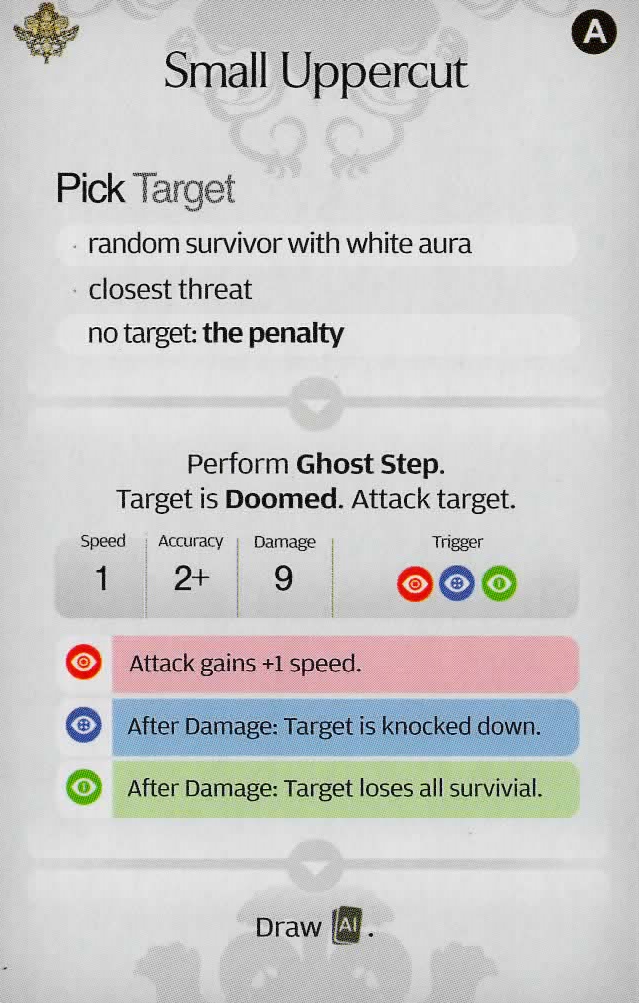 A
Small Uppercut
Pick Target
· random survivor with white aura
· closest threat
no target: the penalty
Perform Ghost Step.
Target is Doomed. Attack target.
Speed Accuracy Damage Trigger
1 2+ 9
Attack gains +1 speed.
After Damage: Target is knocked down.
After Damage: Target loses all survivial.
Draw AI.